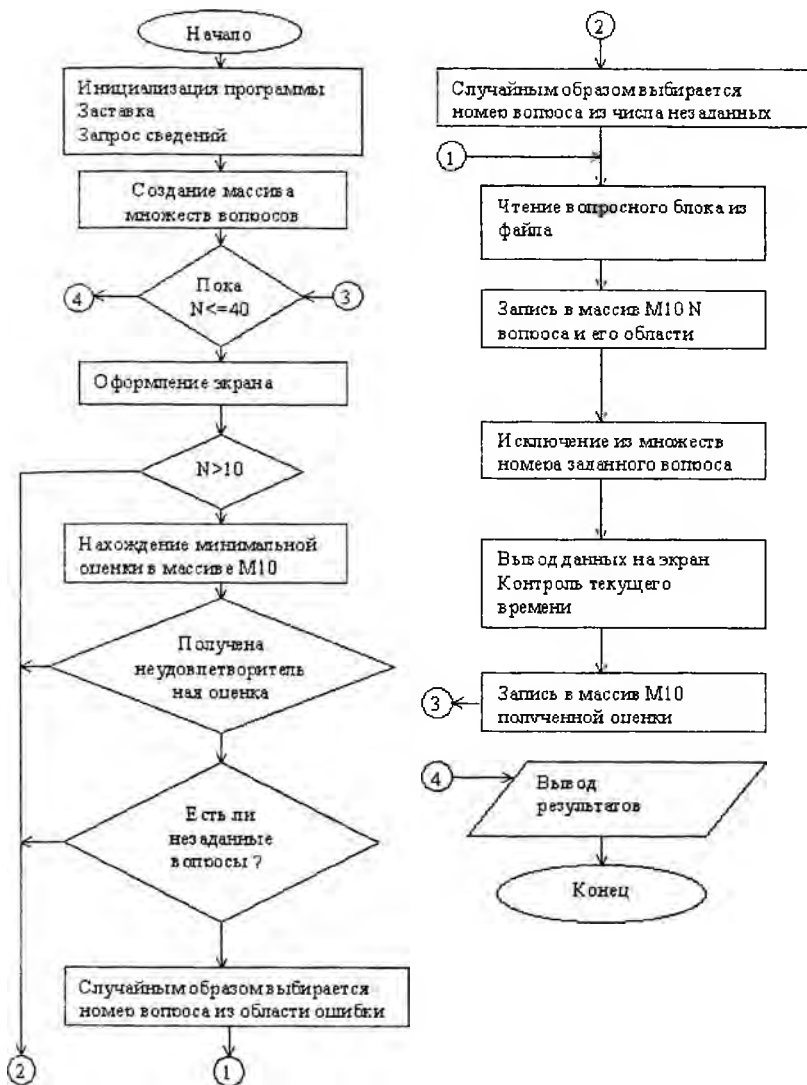 Начало
Инициализация программы
Заставка
Запрос сведений
Создание массива
множеств вопросов
Пока
N<=40
4
3
Оформление экрана
N>10
Нахождение минимальной
оценки в массиве М10
Получена
неудовлетворитель
ная оценка
Есть ли
незаданные
вопросы ?
Случайным образом выбирается
номер вопроса из области ошибки
2
1
2
Случайным образом выбирается
номер вопроса из числа незаданных
1
Чтение вопросного блока из
файла
Запись в массив М10 N
вопроса и его области
Исключение из множеств
номера заданного вопроса
Вывод данных на экран
Контроль текущего
времени
3
Запись в массив М10
полученной оценки
4
Вывод
результатов
Конец